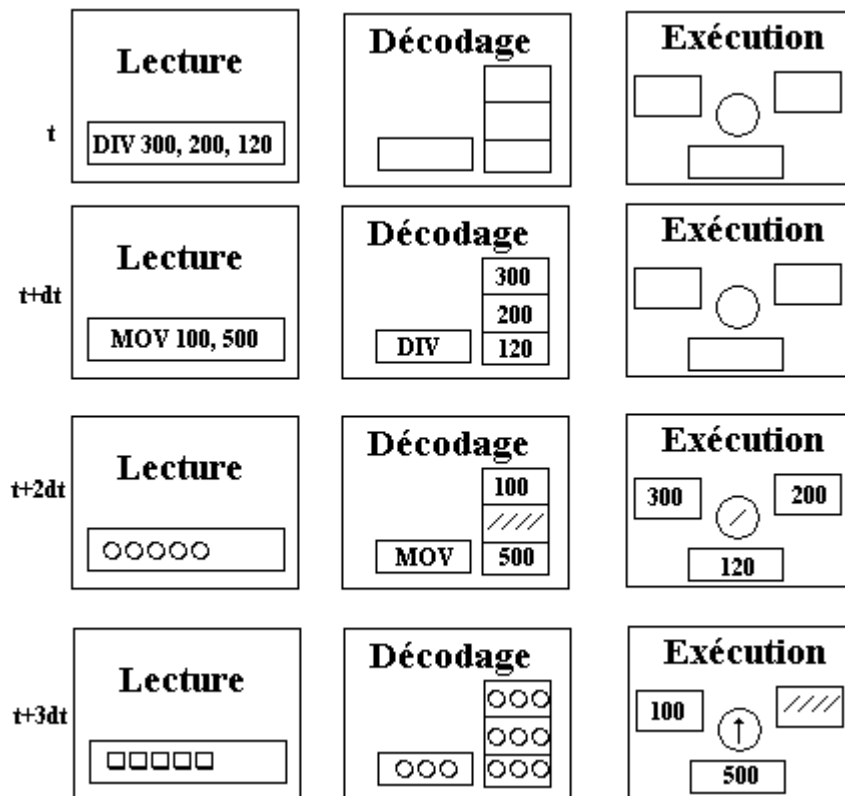 Lecture
Décodage
Exécution
t
DIV 300, 200, 120
Lecture
Décodage
Exécution
t+dt
300
200
MOV 100, 500
DIV
120
Lecture
Décodage
Exécution
t+2dt
100
300
200
MOV
500
120
Lecture
Décodage
Exécution
t+3dt
100
500